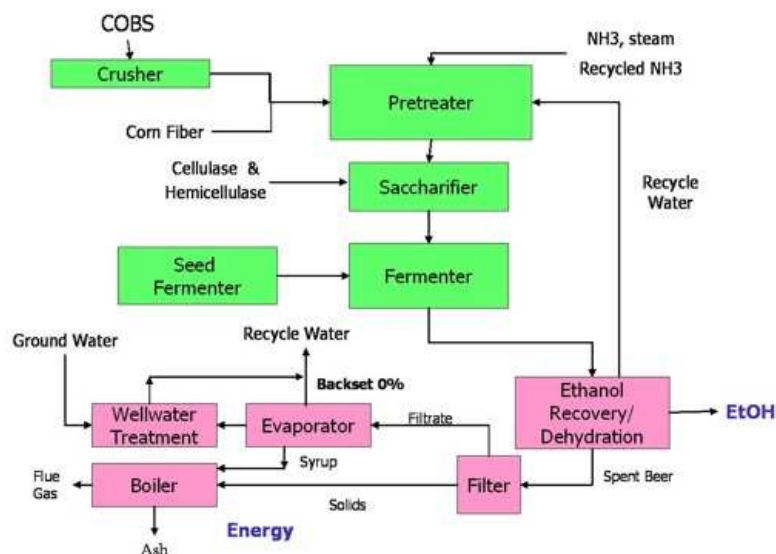 COBS
Crusher
Corn Fiber
NH3, steam
Recycled NH3
Pretreater
Cellulase &
Hemicellulase
Saccharifier
Recycle
Water
Seed
Fermenter
Fermenter
Ground Water
Recycle Water
Backset 0%
Wellwater
Treatment
Evaporator
Filtrate
Ethanol
Recovery/
Dehydration
EtOH
Syrup
Spent Beer
Flue
Gas
Boiler
Solids
Filter
Energy
Ash